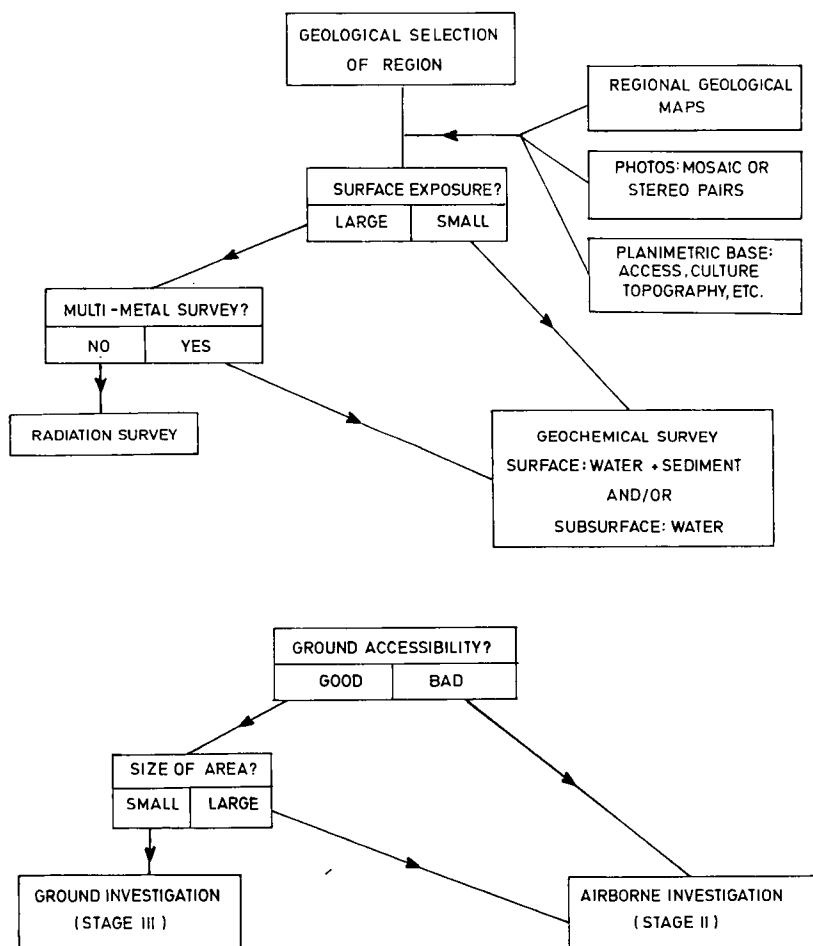 GEOLOGICAL SELECTION
OF REGION
REGIONAL GEOLOGICAL
MAPS
PHOTOS: MOSAIC OR
STEREO PAIRS
PLANIMETRIC BASE:
ACCESS, CULTURE
TOPOGRAPHY, ETC.
SURFACE EXPOSURE?
LARGE SMALL
MULTI-METAL SURVEY?
NO YES
RADIATION SURVEY
GEOCHEMICAL SURVEY
SURFACE: WATER + SEDIMENT
AND/OR
SUBSURFACE: WATER
GROUND ACCESSIBILITY?
GOOD BAD
SIZE OF AREA?
SMALL LARGE
GROUND INVESTIGATION
(STAGE III)
AIRBORNE INVESTIGATION
(STAGE II)